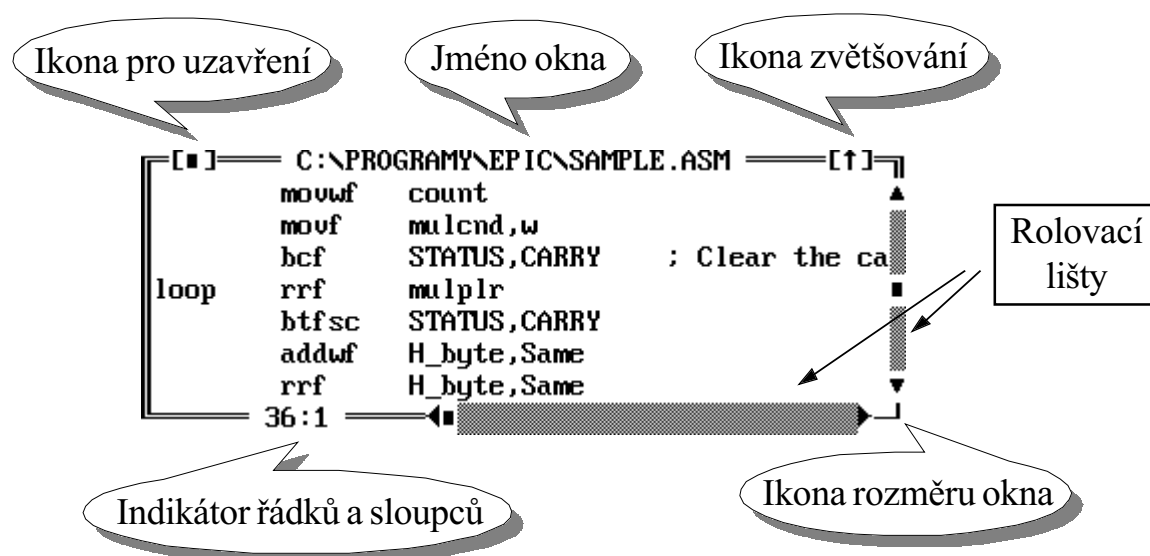 Ikona pro uzavření
Jméno okna
Ikona zvětšování
[∎] C:\PROGRAMY\EPIC\SAMPLE.ASM [↑]
movwf count
movf mulcnd,w
bcf STATUS,CARRY ; Clear the ca
loop rrf mulplr
btfsc STATUS,CARRY
addwf H_byte,Same
rrf H_byte,Same
36:1
Rolovací
lišty
Indikátor řádků a sloupců
Ikona rozměru okna